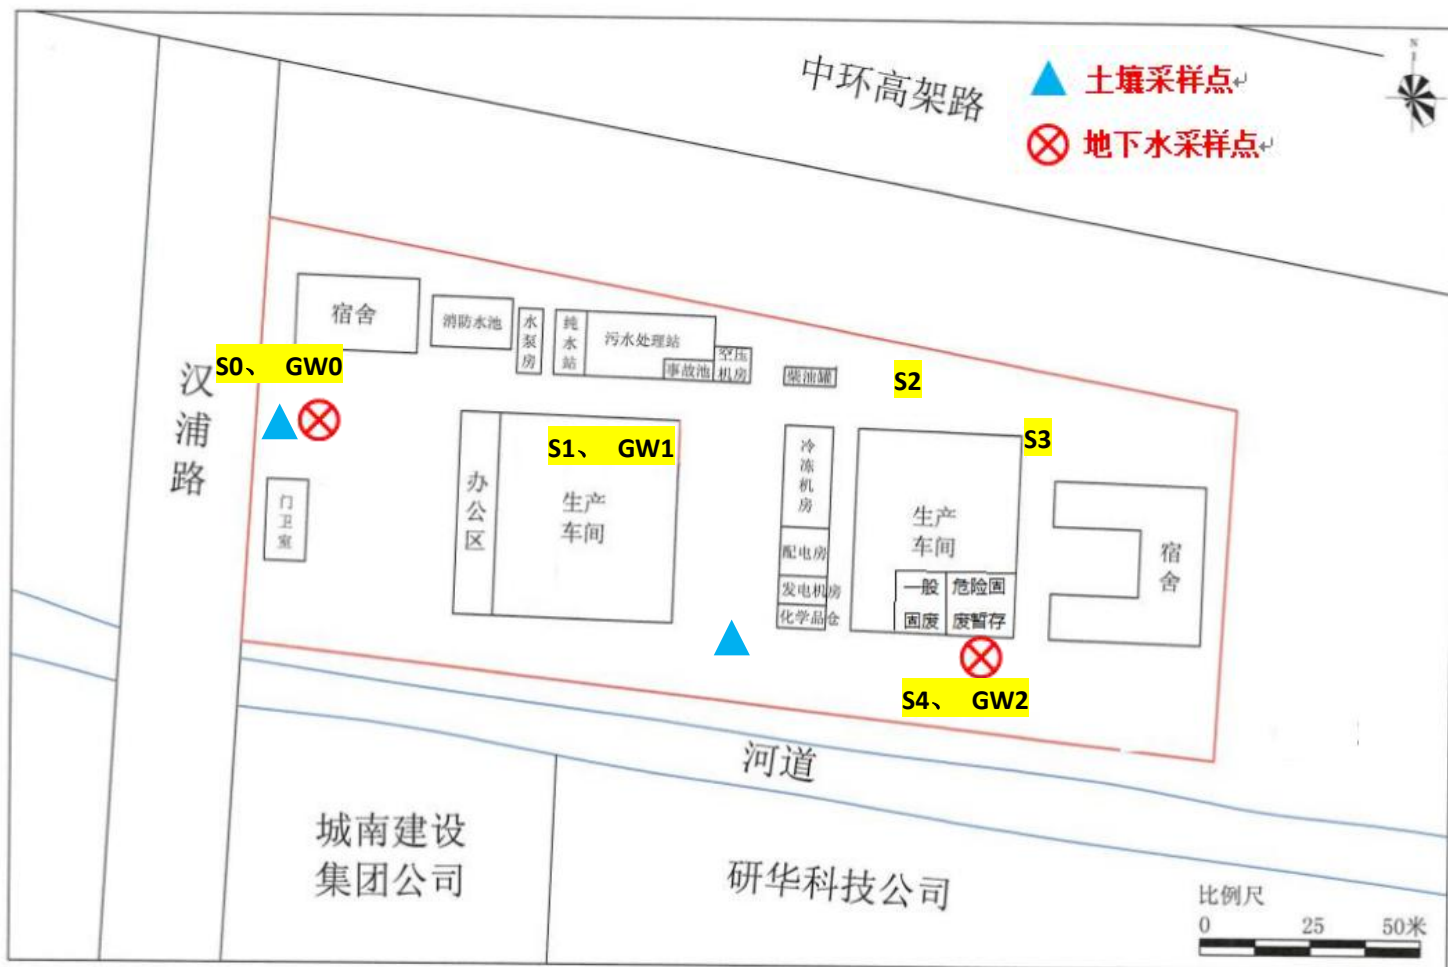 中环高架路
N
土壤采样点
地下水采样点
宿舍
消防水池
水泵房
纯水站
污水处理站
事故池
空压
机房
柴油罐
S0、 GW0
S2
汉浦路
S1、 GW1
S3
门卫室
办公区
生产
车间
冷冻机房
配电房
发电机房
化学品仓
生产
车间
一般
固废
危险固
废暂存
宿舍
S4、 GW2
河道
城南建设
集团公司
研华科技公司
比例尺
0 25 50米